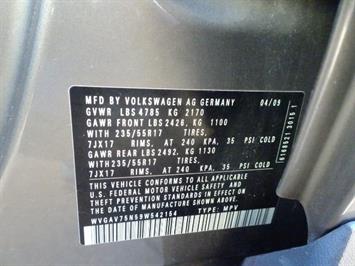 MFD. BY VOLKSWAGEN AG GERMANY 04/09
GVWR LBS 4785 KG 2170
GAWR FRONT LBS 2428, KG 1100
WITH 235/55R17 TIRES,
7JX17 RIMS, AT 240 KPA, 35 PSI COLD
GAWR REAR LBS 2492. KG 1130
WITH 235/55R17 TIRES,
7JX17 RIMS, AT 240 KPA, 35 PSI COLD
THIS VEHICLE CONFORMS TO ALL APPLICABLE
U.S. FEDERAL MOTOR VEHICLE SAFETY AND
THEFT PREVENTION STANDARDS IN EFFECT ON
THE DATE OF MANUFACTURE SHOWN ABOVE.
WVGAV75N59W542154 TYPE: MPV